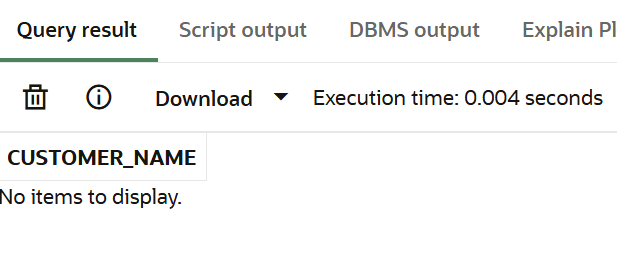 Query result Script output DBMS output Explain Pl
Download Execution time: 0.004 seconds
CUSTOMER_NAME
No items to display.